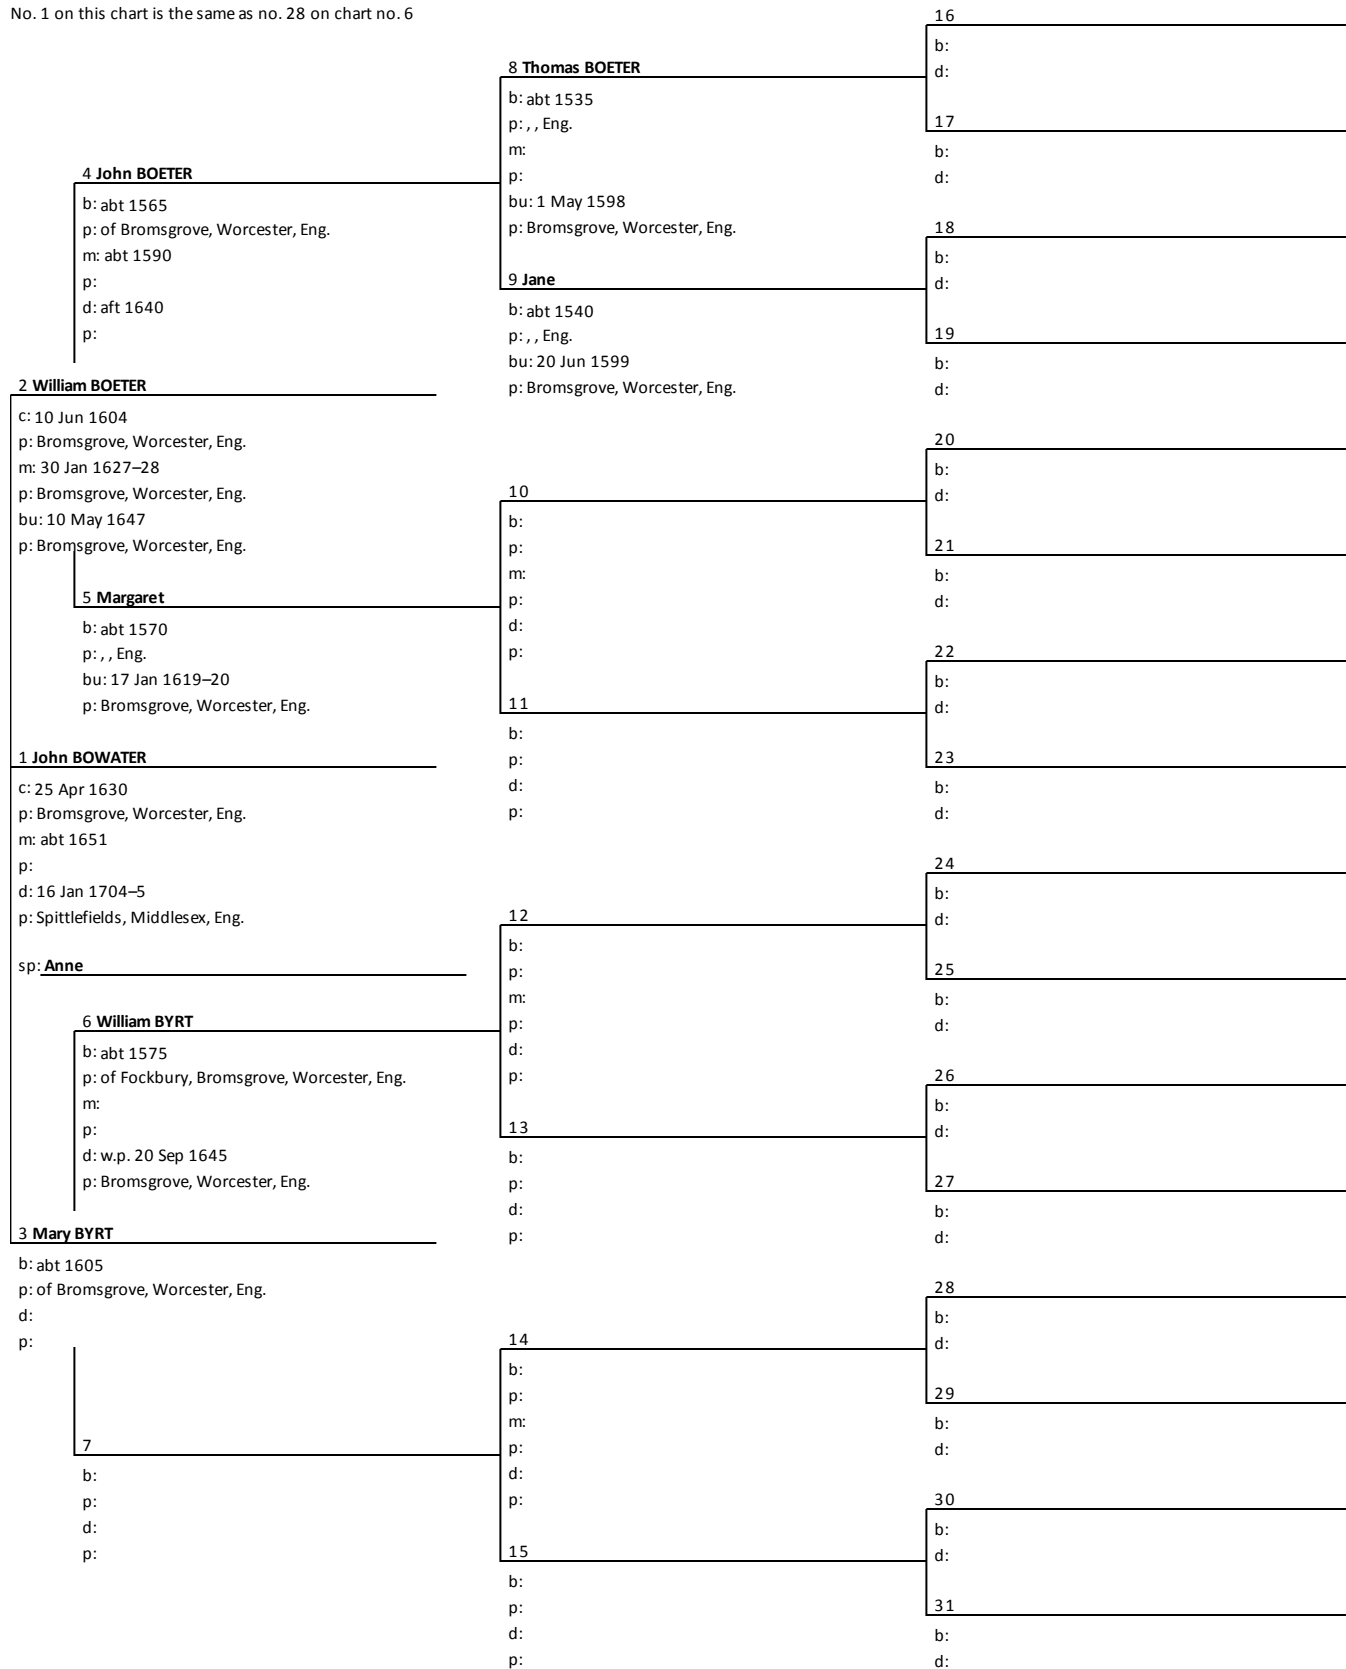 No. 1 on this chart is the same as no. 28 on chart no. 6
16
b:
d:
8 Thomas BOETER
b: abt 1535
p: , , Eng.
m:
p:
bu: 1 May 1598
p: Bromsgrove, Worcester, Eng.
17
b:
d:
4 John BOETER
b: abt 1565
p: of Bromsgrove, Worcester, Eng.
m: abt 1590
p:
d: aft 1640
p:
18
b:
d:
9 Jane
b: abt 1540
p: , , Eng.
bu: 20 Jun 1599
p: Bromsgrove, Worcester, Eng.
19
b:
d:
2 William BOETER
c: 10 Jun 1604
p: Bromsgrove, Worcester, Eng.
m: 30 Jan 1627–28
p: Bromsgrove, Worcester, Eng.
bu: 10 May 1647
p: Bromsgrove, Worcester, Eng.
20
b:
d:
10
b:
p:
m:
p:
d:
p:
21
b:
d:
5 Margaret
b: abt 1570
p: , , Eng.
bu: 17 Jan 1619–20
p: Bromsgrove, Worcester, Eng.
22
b:
d:
11
b:
p:
d:
p:
23
b:
d:
1 John BOWATER
c: 25 Apr 1630
p: Bromsgrove, Worcester, Eng.
m: abt 1651
p:
d: 16 Jan 1704–5
p: Spittlefields, Middlesex, Eng.
sp: Anne
24
b:
d:
12
b:
p:
m:
p:
d:
p:
25
b:
d:
6 William BYRT
b: abt 1575
p: of Fockbury, Bromsgrove, Worcester, Eng.
m:
p:
d: w.p. 20 Sep 1645
p: Bromsgrove, Worcester, Eng.
26
b:
d:
13
b:
p:
d:
p:
27
b:
d:
3 Mary BYRT
b: abt 1605
p: of Bromsgrove, Worcester, Eng.
d:
p:
28
b:
d:
14
b:
p:
m:
p:
d:
p:
29
b:
d:
7
b:
p:
d:
p:
30
b:
d:
15
b:
p:
d:
p:
31
b:
d: